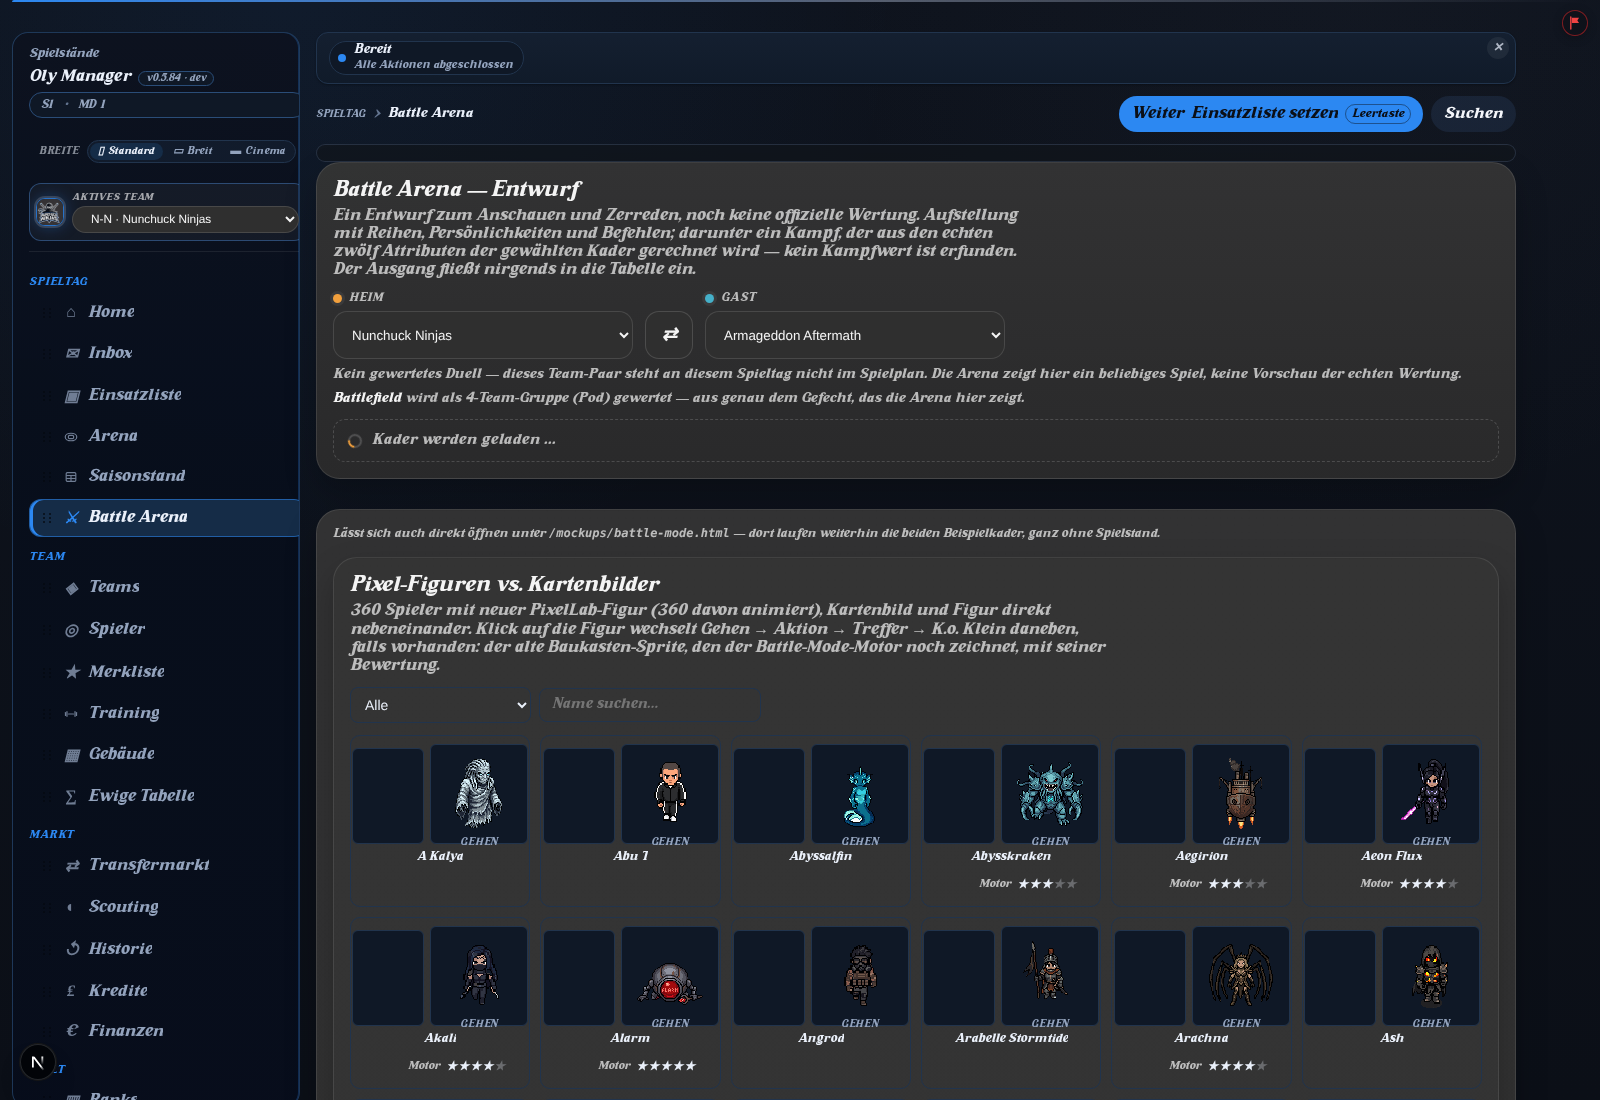 Spielstände
Oly Manager v0.5.84 · dev
S1 · MD 1
BREITE Standard Breit Cinema
AKTIVES TEAM
N-N · Nunchuck Ninjas
SPIELTAG
Home
Inbox
Einsatzliste
Arena
Saisonstand
Battle Arena
TEAM
Teams
Spieler
Merkliste
Training
Gebäude
Ewige Tabelle
MARKT
Transfermarkt
Scouting
Historie
Kredite
Finanzen
LT
Ranks
N
Bereit
Alle Aktionen abgeschlossen
SPIELTAG > Battle Arena
Weiter Einsatzliste setzen Leertaste
Suchen
Battle Arena — Entwurf
Ein Entwurf zum Anschauen und Zerreden, noch keine offizielle Wertung. Aufstellung
mit Reihen, Persönlichkeiten und Befehlen; darunter ein Kampf, der aus den echten
zwölf Attributen der gewählten Kader gerechnet wird — kein Kampfwert ist erfunden.
Der Ausgang fließt nirgends in die Tabelle ein.
HEIM
GAST
Nunchuck Ninjas
⇄
Armageddon Aftermath
Kein gewertetes Duell — dieses Team-Paar steht an diesem Spieltag nicht im Spielplan. Die Arena zeigt hier ein beliebiges Spiel, keine Vorschau der echten Wertung.
Battlefield wird als 4-Team-Gruppe (Pod) gewertet — aus genau dem Gefecht, das die Arena hier zeigt.
Kader werden geladen ...
Lässt sich auch direkt öffnen unter /mockups/battle-mode.html — dort laufen weiterhin die beiden Beispielkader, ganz ohne Spielstand.
Pixel-Figuren vs. Kartenbilder
360 Spieler mit neuer PixelLab-Figur (360 davon animiert), Kartenbild und Figur direkt
nebeneinander. Klick auf die Figur wechselt Gehen → Aktion → Treffer → K.o. Klein daneben,
falls vorhanden: der alte Baukasten-Sprite, den der Battle-Mode-Motor noch zeichnet, mit seiner
Bewertung.
Alle
Name suchen...
GEHEN GEHEN GEHEN GEHEN GEHEN GEHEN
A Kalya Abu T Abyssalfin Abysskraken Aegirion Aeon Flux
Motor ★★★★★ Motor ★★★★★ Motor ★★★★★
ALARM
GEHEN GEHEN GEHEN GEHEN GEHEN GEHEN
Akali Alarm Angrod Arabelle Stormtide Arachna Ash
Motor ★★★★★ Motor ★★★★★ Motor ★★★★★